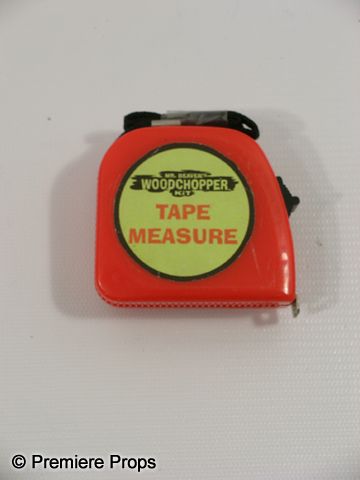 MR. BEAVER'S
WOODCHOPPER
KIT
TAPE
MEASURE
© Premiere Props